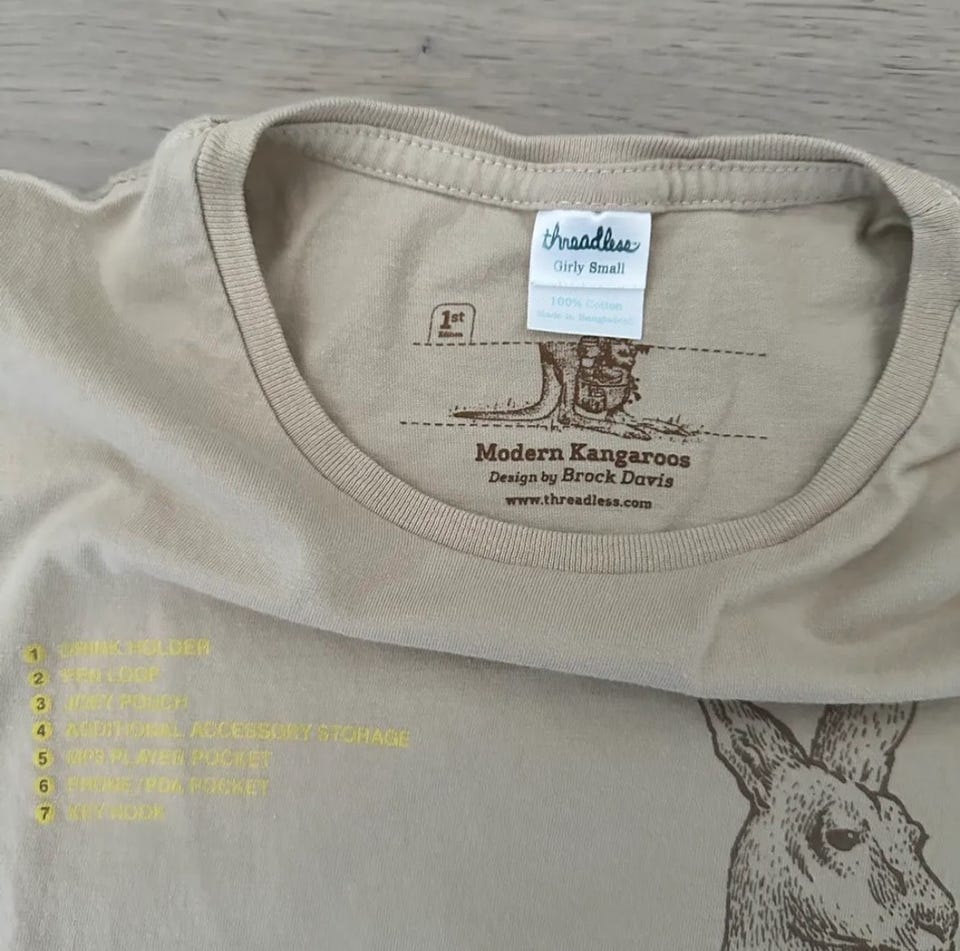 threadless
Girly Small
100% Cotton
Made in Bangladesh
1st
Edition
Modern Kangaroos
Design by Brock Davis
www.threadless.com
1 DRINK HOLDER
2 PEN LOOP
3 JOEY POUCH
4 ADDITIONAL ACCESSORY STORAGE
5 MP3 PLAYER POCKET
6 PHONE/PDA POCKET
7 KEY HOOK